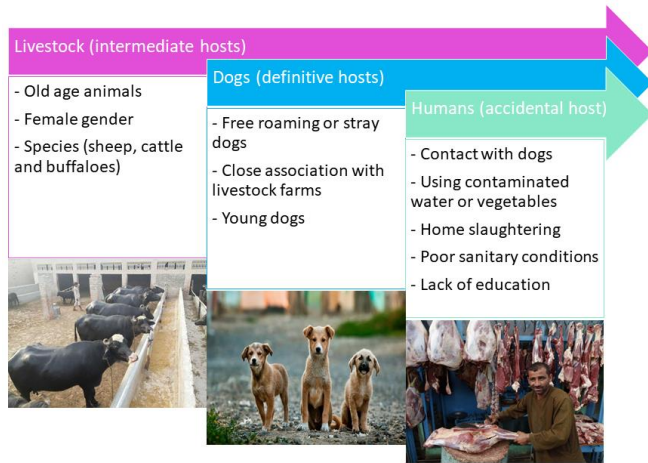 Livestock (intermediate hosts)
- Old age animals
- Female gender
- Species (sheep, cattle
and buffaloes)
Dogs (definitive hosts)
- Free roaming or stray
dogs
- Close association with
livestock farms
- Young dogs
Humans (accidental host)
- Contact with dogs
- Using contaminated
water or vegetables
- Home slaughtering
- Poor sanitary conditions
- Lack of education